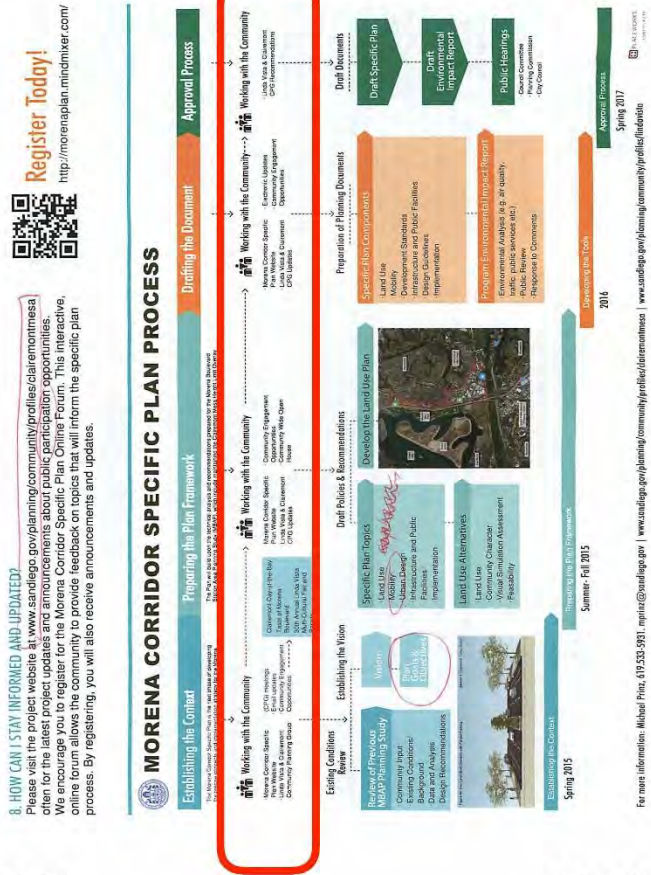 8. HOW CAN I STAY INFORMED AND UPDATED?
Please visit the project website at www.sandiego.gov/planning/community/profiles/clairemontmesa
often for the latest project updates and announcements about public participation opportunities.
We encourage you to register for the Morena Corridor Specific Plan Online Forum. This interactive,
online forum allows the community to provide feedback on topics that will inform the specific plan
process. By registering, you will also receive announcements and updates.
Register Today!
http://morenaplan.mindmixer.com/
MORENA CORRIDOR SPECIFIC PLAN PROCESS
Establishing the Context
Preparing the Plan Framework
Drafting the Document
Approval Process
Working with the Community
Morena Corridor Specific
Plan Website
Linda Vista & Clairemont
Community Planning Group
(CPG) meetings
Email updates
Community Engagement
Opportunities
Clairemont Day-at-the-Bay
Taste of Morena
Boulevard
30th Annual Linda Vista
Multi-Cultural Fair and
Working with the Community
Morena Corridor Specific
Plan Website
Linda Vista & Clairemont
CPG Updates
Community Engagement
Opportunities
Community Wide Open
House
Working with the Community
Morena Corridor Specific
Plan Website
Linda Vista & Clairemont
CPG Updates
Electronic Updates
Community Engagement
Opportunities
Working with the Community
Linda Vista & Clairemont
CPG Recommendations
Existing Conditions
Review
Review of Previous
MBAP Planning Study
Community Input
Existing Conditions/
Background
Data and Analysis
Design Recommendations
Establishing the Vision
Vision
Plan
Goals &
Objectives
Draft Policies & Recommendations
Specific Plan Topics
Land Use
Mobility
Urban Design
Infrastructure and Public
Facilities
Implementation
Land Use Alternatives
Land Use
Community Character
Visual Simulation Assessment
Feasability
Develop the Land Use Plan
Preparation of Planning Documents
Specific Plan Components
Land Use
Mobility
Development Standards
Infrastructure and Public Facilities
Design Guidelines
Implementation
Program Environmental Impact Report
Environmental Analysis (e.g. air quality,
traffic, public services etc.)
Public Review
Response to Comments
Draft Documents
Draft Specific Plan
Draft
Environmental
Impact Report
Public Hearings
Council Committee
Planning Commission
City Council
Establishing the Context
Spring 2015
Preparing the Framework
Summer- Fall 2015
Developing the Tools
2016
Approval Process
Spring 2017
For more information: Michael Prinz, 619.533-5931. mprinz@sandiego.gov | www.sandiego.gov/planning/community/profiles/clairemontmesa | www.sandiego.gov/planning/community/profiles/lindavista
PLACEWORKS